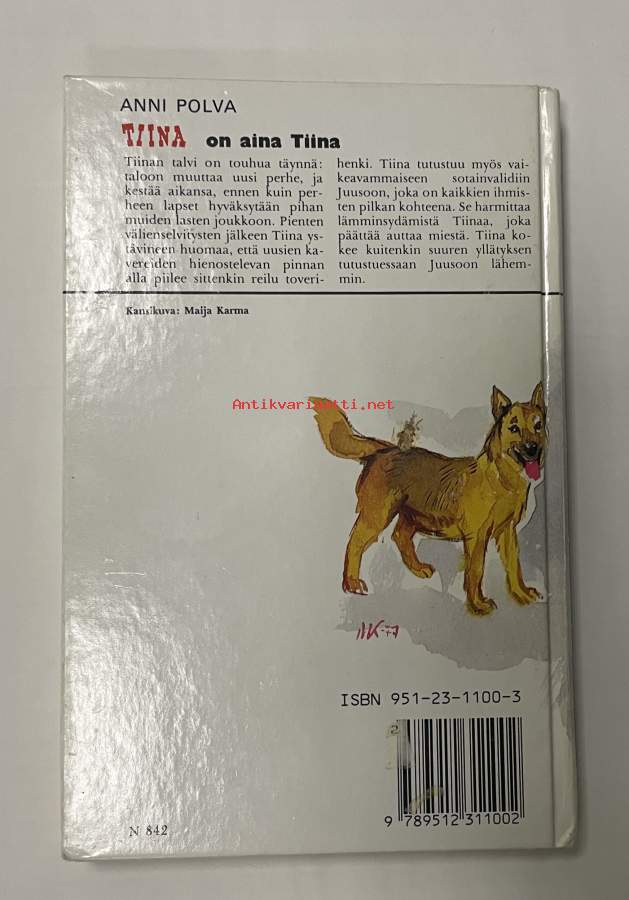 ANNI POLVA
TIINA on aina Tiina
Tiinan talvi on touhua täynnä:
taloon muuttaa uusi perhe, ja
kestää aikansa, ennen kuin per-
heen lapset hyväksytään pihan
muiden lasten joukkoon. Pienten
välienselvitysten jälkeen Tiina ys-
tävineen huomaa, että uusien ka-
vereiden hienostelevan pinnan
alla piilee sittenkin reilu toveri-
henki. Tiina tutustuu myös vai-
keavammaiseen sotainvalidiin
Juusoon, joka on kaikkien ihmis-
ten pilkan kohteena. Se harmittaa
lämminsydämistä Tiinaa, joka
päättää auttaa miestä. Tiina ko-
kee kuitenkin suuren yllätyksen
tutustuessaan Juusoon lähem-
min.
Kansikuva: Maija Karma
Antikvariaatti.net
MK-77
ISBN 951-23-1100-3
9 789512 311002
N 842